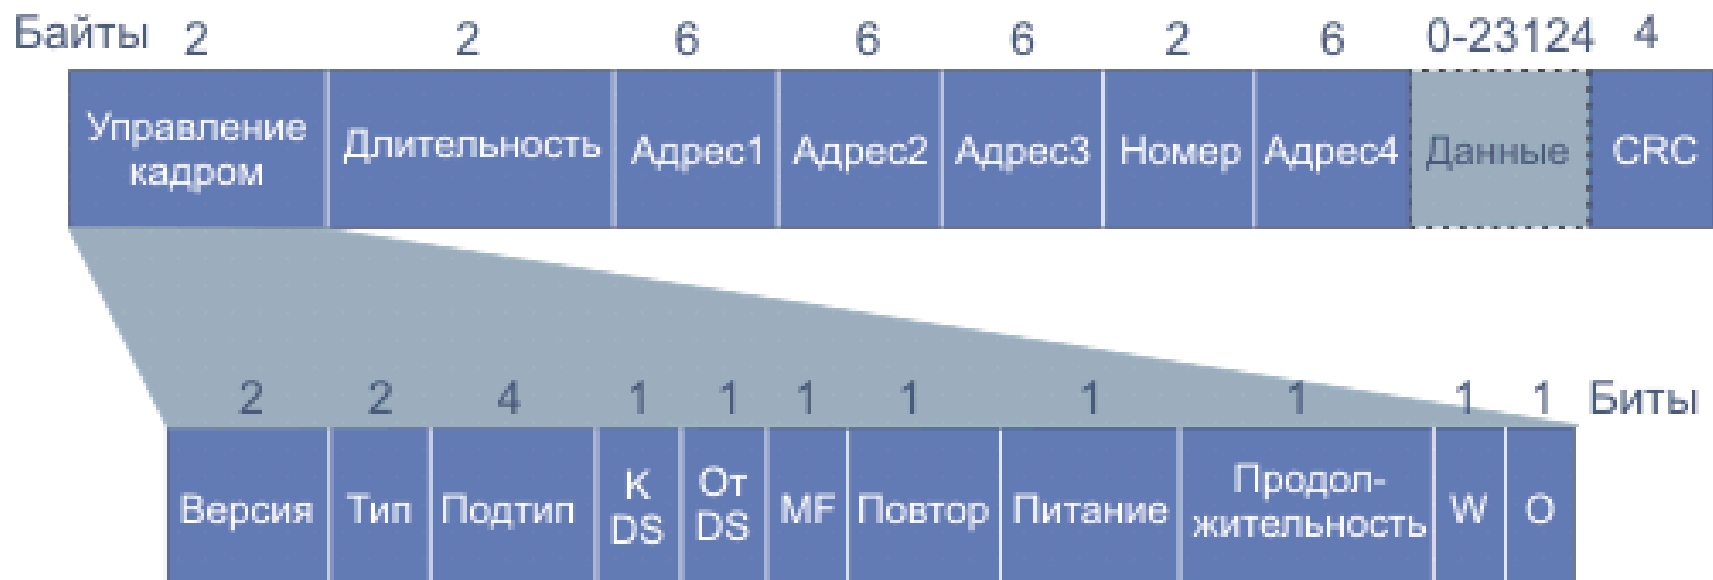 Байты 2 2 6 6 6 2 6 0-23124 4
Управление
кадром
Длительность
Адрес1
Адрес2
Адрес3
Номер
Адрес4
Данные
CRC
2 2 4 1 1 1 1 1 1 1 1 Биты
Версия
Тип
Подтип
К
DS
От
DS
MF
Повтор
Питание
Продол-
жительность
W
O